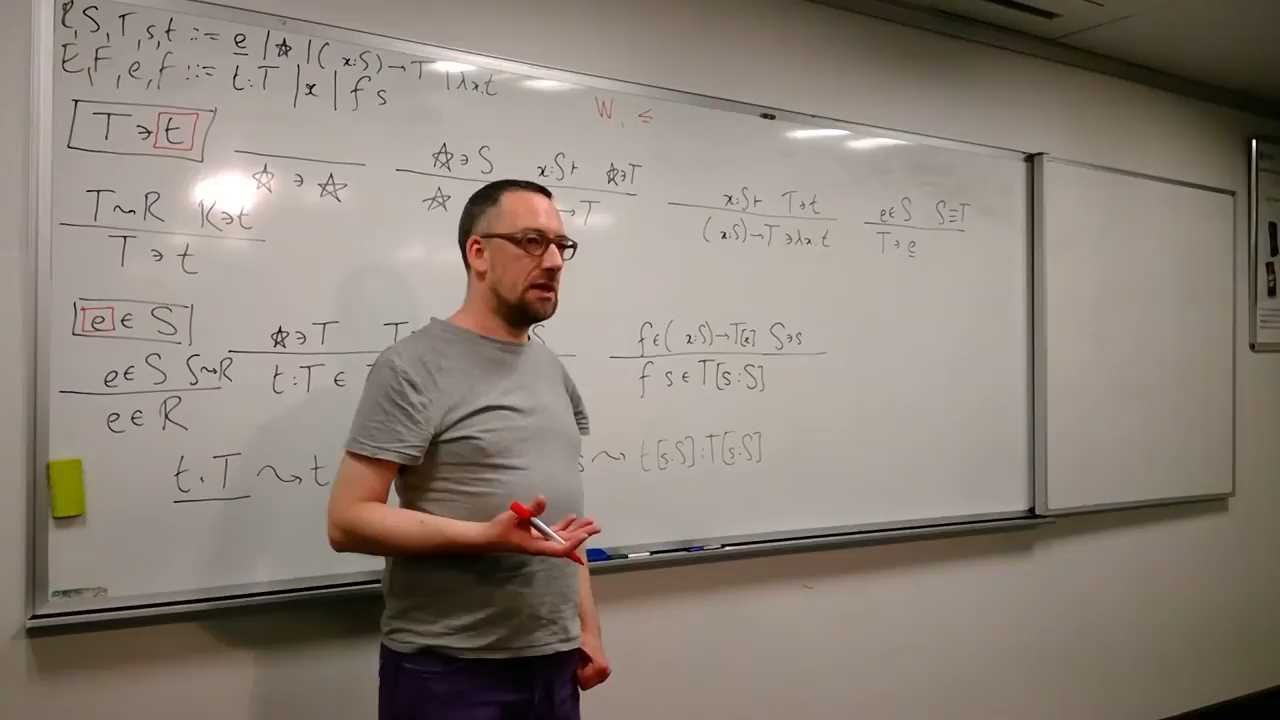 R,S,T,s,t ::= e | ☆ | (x:S)→T | λx.t
E,F,e,f ::= t:T | x | f s
W, ≤
T ∋ t
☆ ∋ ☆
☆∋S x:S⊢ ☆∋T
☆ →T
x:S⊢ T∋t
(x:S)→T ∋ λx.t
e∈S S≡T
T∋e
T⇝R R∋t
T ∋ t
e ∈ S
☆∋T T S
t:T ∈
f∈(x:S)→T[x] S∋s
f s ∈ T[s:S]
e∈S S⇝R
e∈R
t:T ⇝ t
s⇝ t[s:S]:T[s:S]